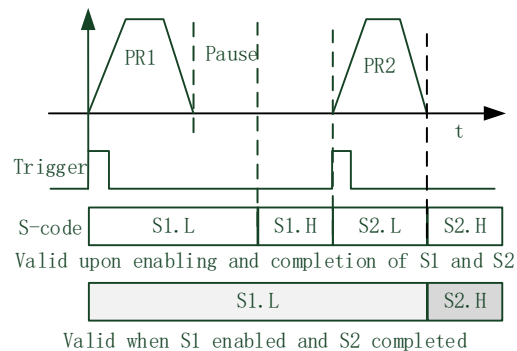 PR1
Pause
PR2
t
Trigger
S-code S1.L S1.H S2.L S2.H
Valid upon enabling and completion of S1 and S2
S1.L S2.H
Valid when S1 enabled and S2 completed